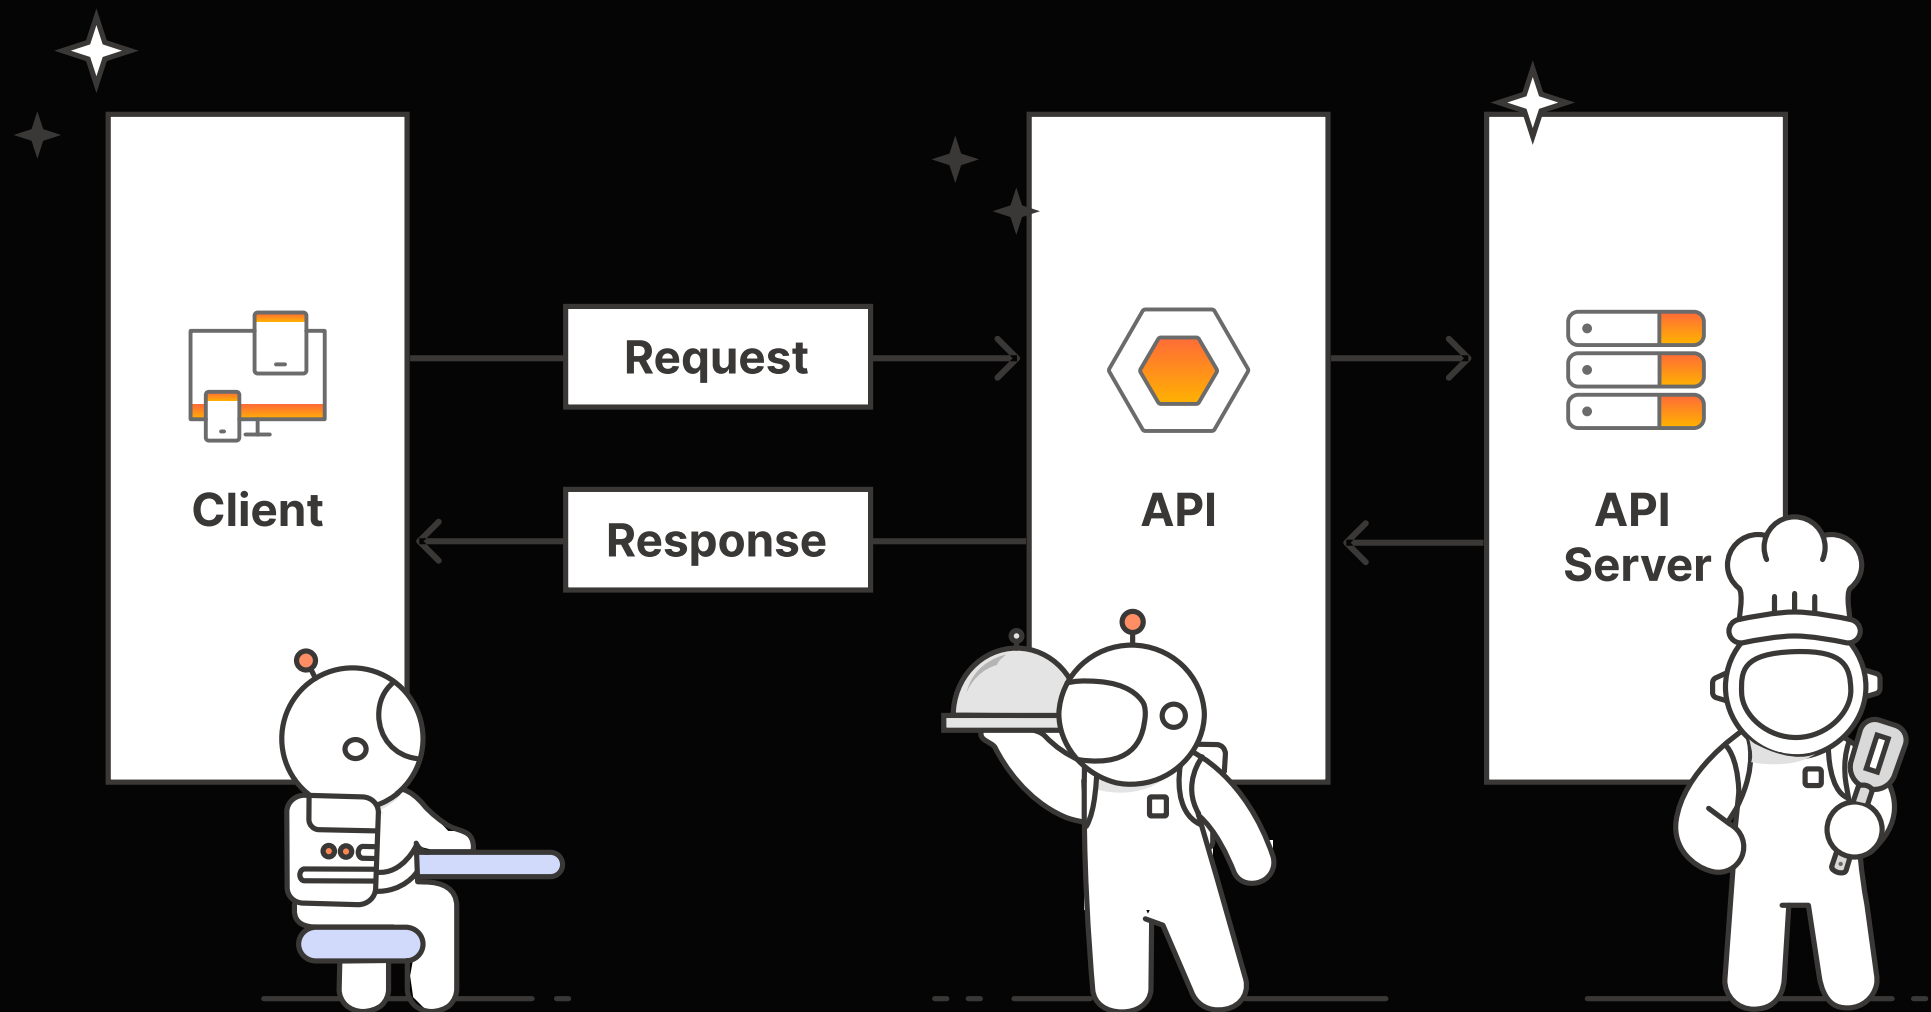 Request
Response
Client
API
API
Server